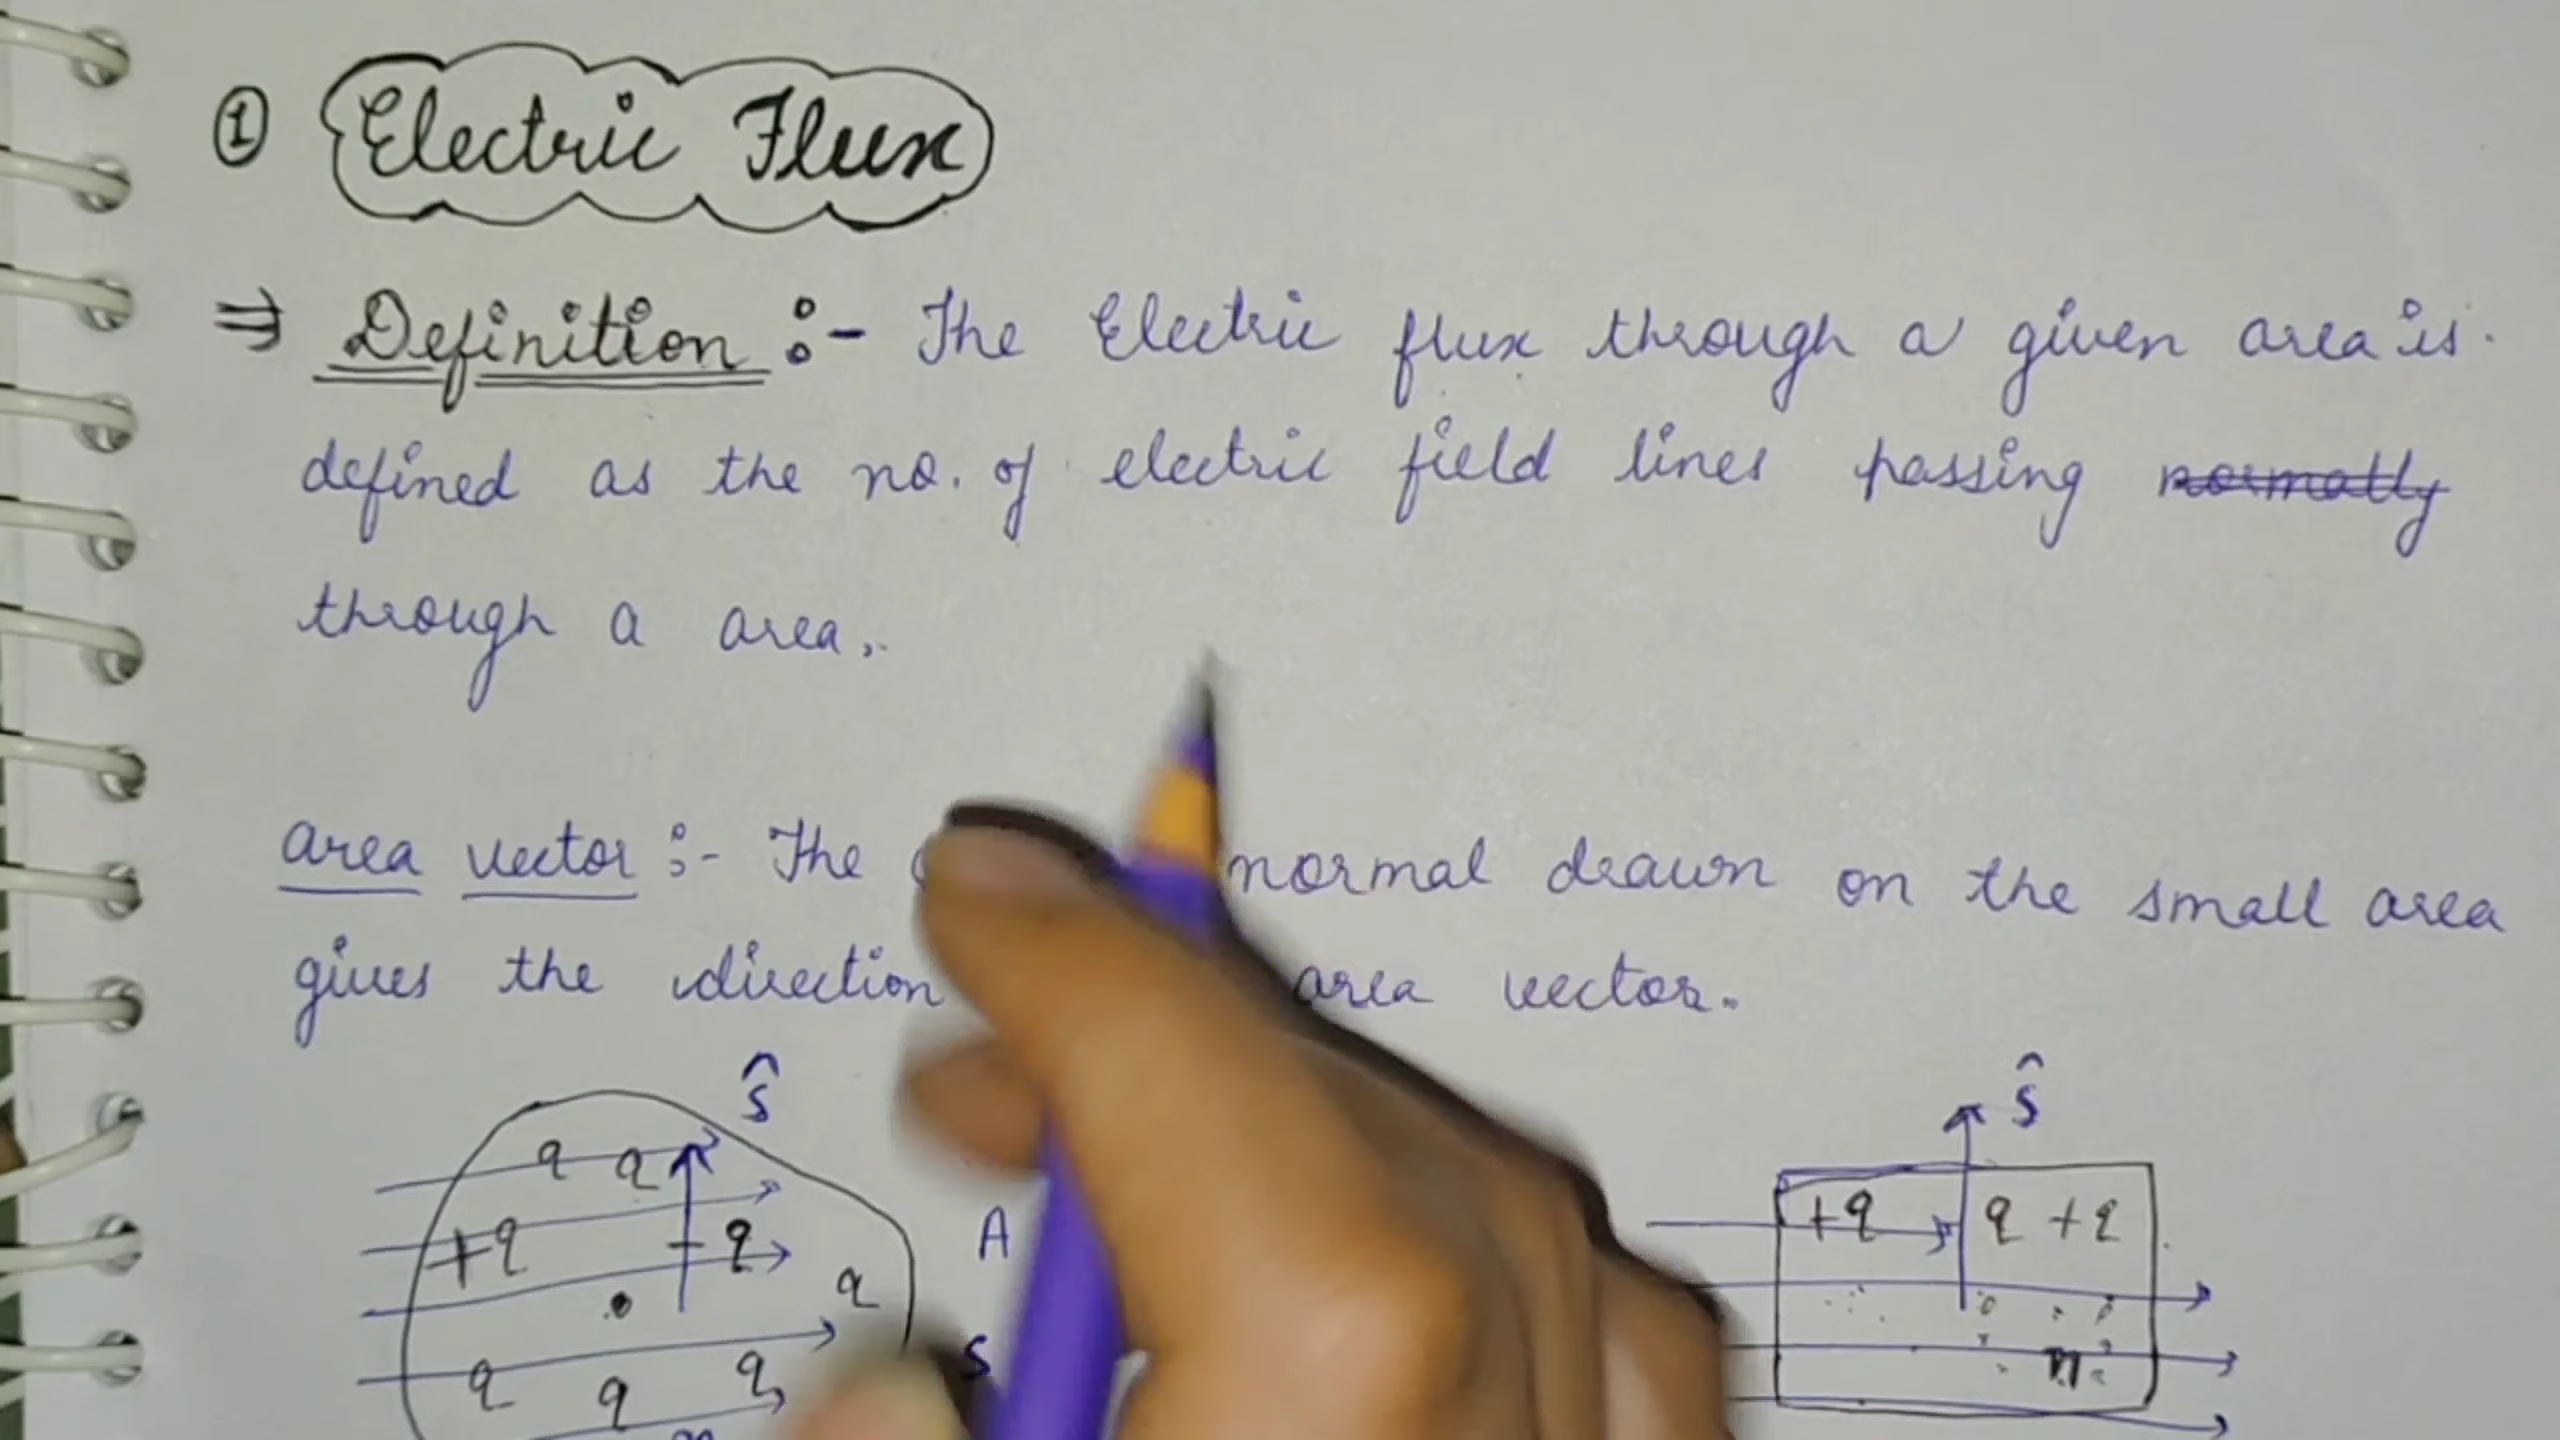 ① Electric Flux
⇒ Definition :- The Electric flux through a given area is
defined as the no. of electric field lines passing normally
through a area.
area vector :- The normal drawn on the small area
gives the direction area vector.
ŝ
q q
+q - q
q
q q q
A
s
ŝ
+q q +q
n